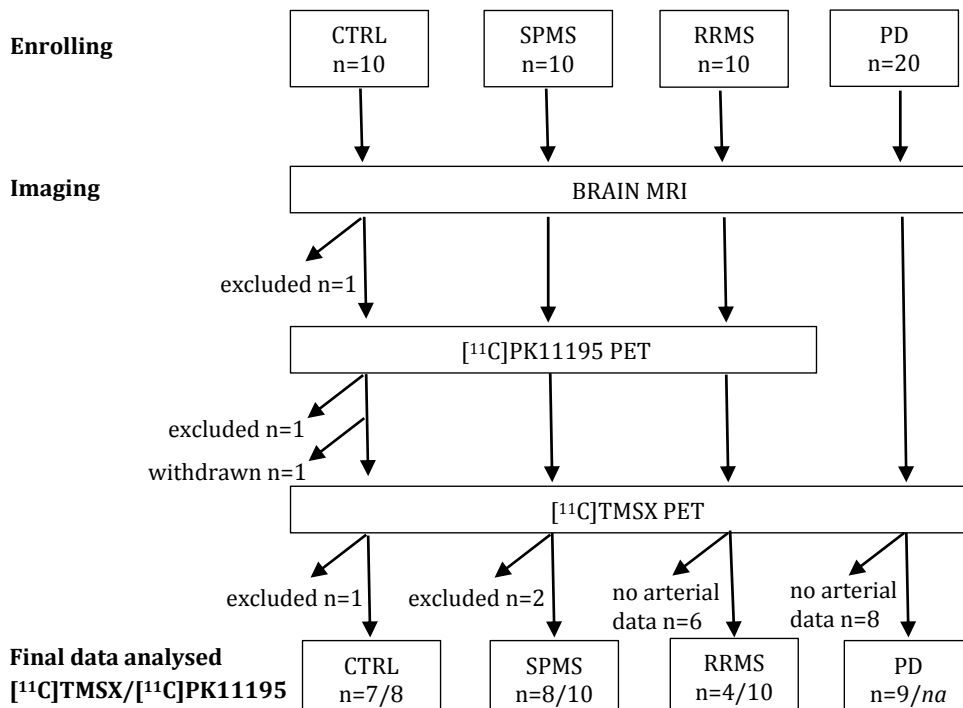 Enrolling
CTRL
n=10
SPMS
n=10
RRMS
n=10
PD
n=20
Imaging
BRAIN MRI
excluded n=1
[¹¹C]PK11195 PET
excluded n=1
withdrawn n=1
[¹¹C]TMSX PET
excluded n=1
excluded n=2
no arterial
data n=6
no arterial
data n=8
Final data analysed
[¹¹C]TMSX/[¹¹C]PK11195
CTRL
n=7/8
SPMS
n=8/10
RRMS
n=4/10
PD
n=9/na